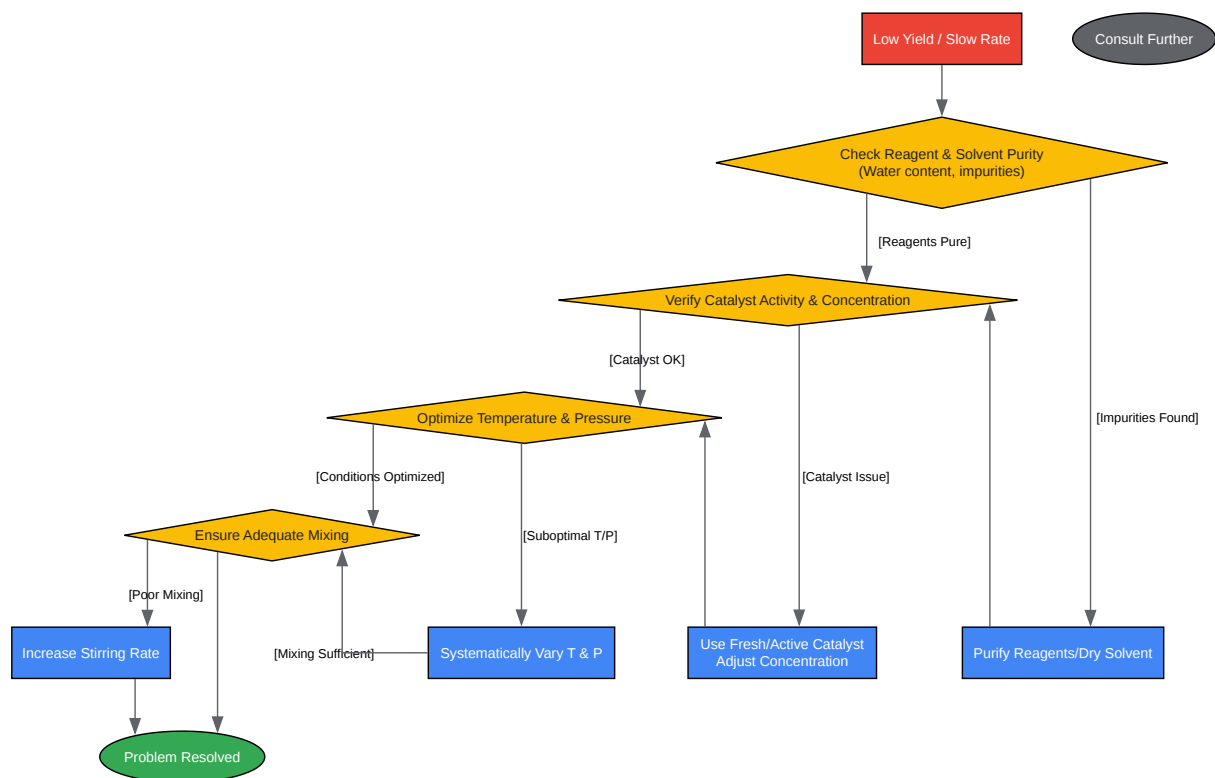 Low Yield / Slow Rate
Consult Further
Check Reagent & Solvent Purity
(Water content, impurities)
[Reagents Pure]
Verify Catalyst Activity & Concentration
[Catalyst OK]
Optimize Temperature & Pressure
[Impurities Found]
[Conditions Optimized]
[Catalyst Issue]
Ensure Adequate Mixing
[Suboptimal T/P]
[Poor Mixing]
Increase Stirring Rate
[Mixing Sufficient]
Systematically Vary T & P
Use Fresh/Active Catalyst
Adjust Concentration
Purify Reagents/Dry Solvent
Problem Resolved